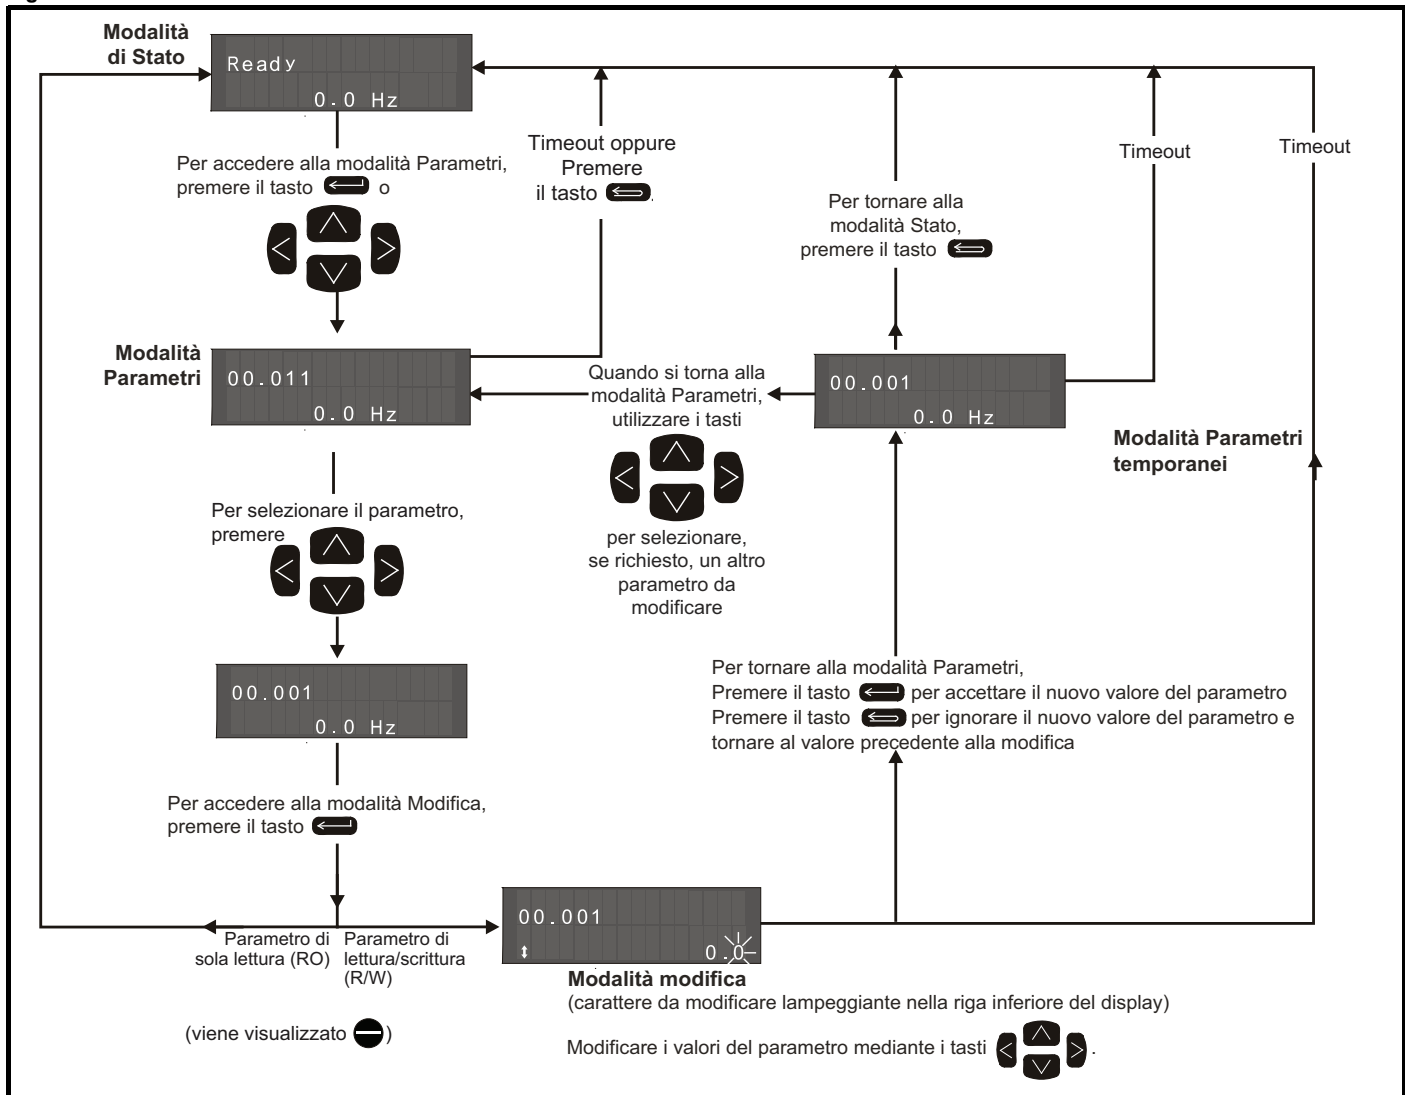 Modalità
di Stato
Ready
0.0 Hz
Per accedere alla modalità Parametri,
premere il tasto o
Timeout oppure
Premere
il tasto .
Per tornare alla
modalità Stato,
premere il tasto
Timeout
Timeout
Modalità
Parametri
00.011
0.0 Hz
Quando si torna alla
modalità Parametri,
utilizzare i tasti
per selezionare,
se richiesto, un altro
parametro da
modificare
00.001
0.0 Hz
Modalità Parametri
temporanei
Per selezionare il parametro,
premere
00.001
0.0 Hz
Per tornare alla modalità Parametri,
Premere il tasto per accettare il nuovo valore del parametro
Premere il tasto per ignorare il nuovo valore del parametro e
tornare al valore precedente alla modifica
Per accedere alla modalità Modifica,
premere il tasto
Parametro di
sola lettura (RO)
Parametro di
lettura/scrittura
(R/W)
(viene visualizzato )
00.001
0.0
Modalità modifica
(carattere da modificare lampeggiante nella riga inferiore del display)
Modificare i valori del parametro mediante i tasti .